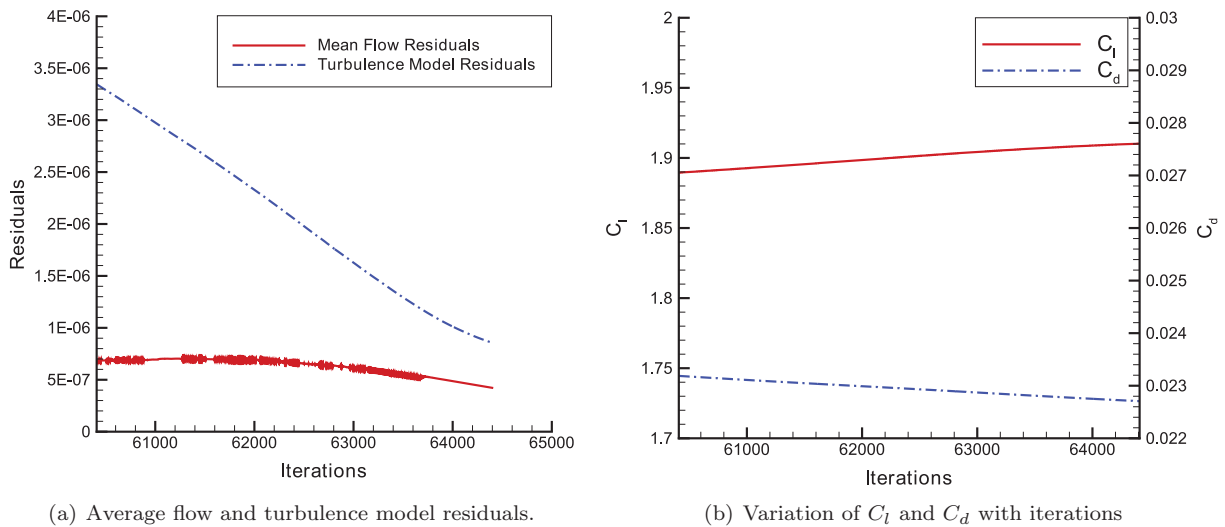 4E-06
3.5E-06
3E-06
2.5E-06
2E-06
1.5E-06
1E-06
5E-07
0
Residuals
Mean Flow Residuals
Turbulence Model Residuals
61000 62000 63000 64000 65000
Iterations
(a) Average flow and turbulence model residuals.
2
1.95
1.9
1.85
1.8
1.75
1.7
C_l
C_l
C_d
0.03
0.029
0.028
0.027
0.026
0.025
0.024
0.023
0.022
C_d
61000 62000 63000 64000
Iterations
(b) Variation of C_l and C_d with iterations